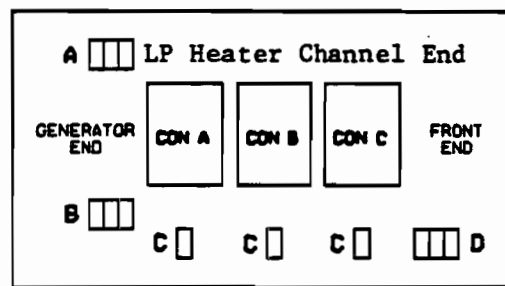 A LP Heater Channel End
GENERATOR END
CON A
CON B
CON C
FRONT END
B
C
C
C
D